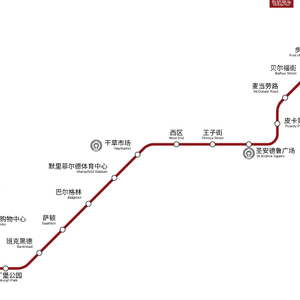 贝尔福街
Balfour Street
麦当劳路
McDonald Road
西区
West End
王子街
Princes Street
圣安德鲁广场
St Andrew Square
干草市场
Haymarket
默里菲尔德体育中心
Murrayfield Stadium
巴尔格林
Balgreen
萨顿
Saughton
购物中心
班克黑德
Bankhead
堡公园
burgh Park
皮卡
Picardy P